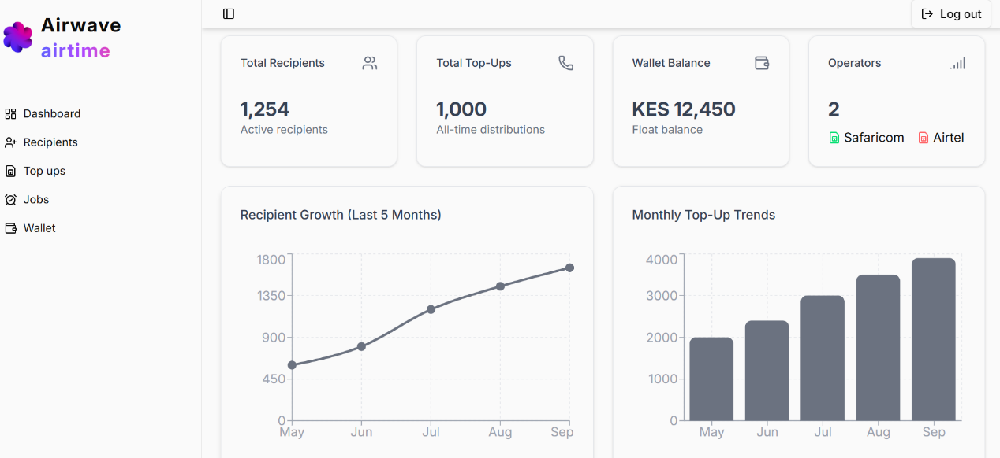 Airwave
airtime
Log out
Dashboard
Recipients
Top ups
Jobs
Wallet
Total Recipients
1,254
Active recipients
Total Top-Ups
1,000
All-time distributions
Wallet Balance
KES 12,450
Float balance
Operators
2
Safaricom Airtel
Recipient Growth (Last 5 Months)
1800
1350
900
450
0
May Jun Jul Aug Sep
Monthly Top-Up Trends
4000
3000
2000
1000
0
May Jun Jul Aug Sep